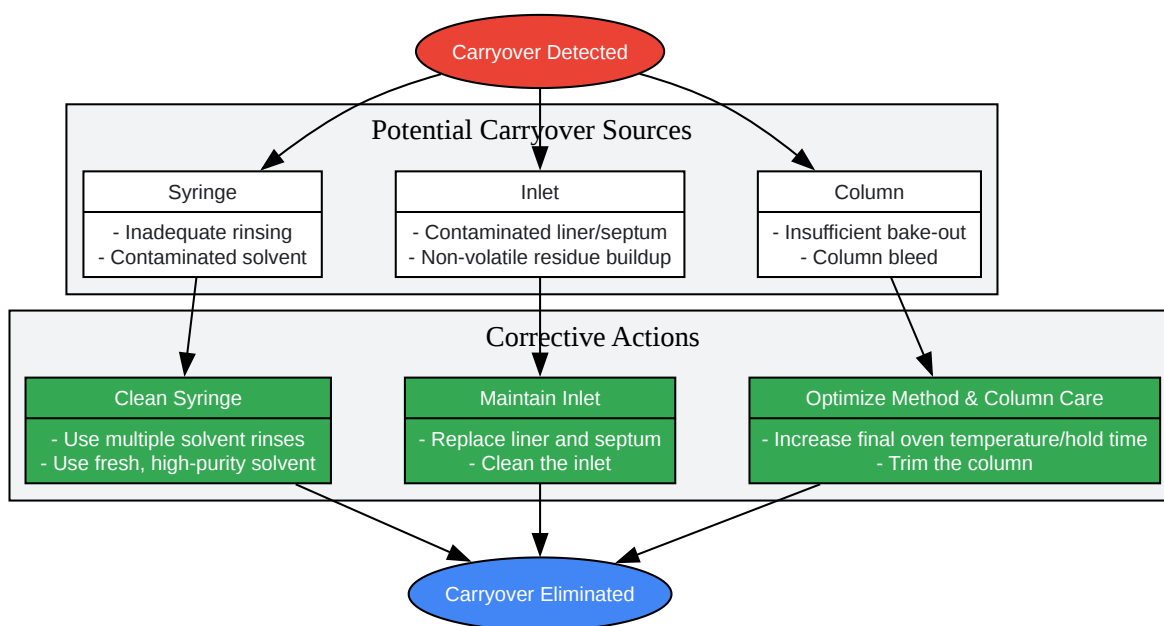 Carryover Detected
Potential Carryover Sources
Syringe
- Inadequate rinsing
- Contaminated solvent
Inlet
- Contaminated liner/septum
- Non-volatile residue buildup
Column
- Insufficient bake-out
- Column bleed
Corrective Actions
Clean Syringe
- Use multiple solvent rinses
- Use fresh, high-purity solvent
Maintain Inlet
- Replace liner and septum
- Clean the inlet
Optimize Method & Column Care
- Increase final oven temperature/hold time
- Trim the column
Carryover Eliminated